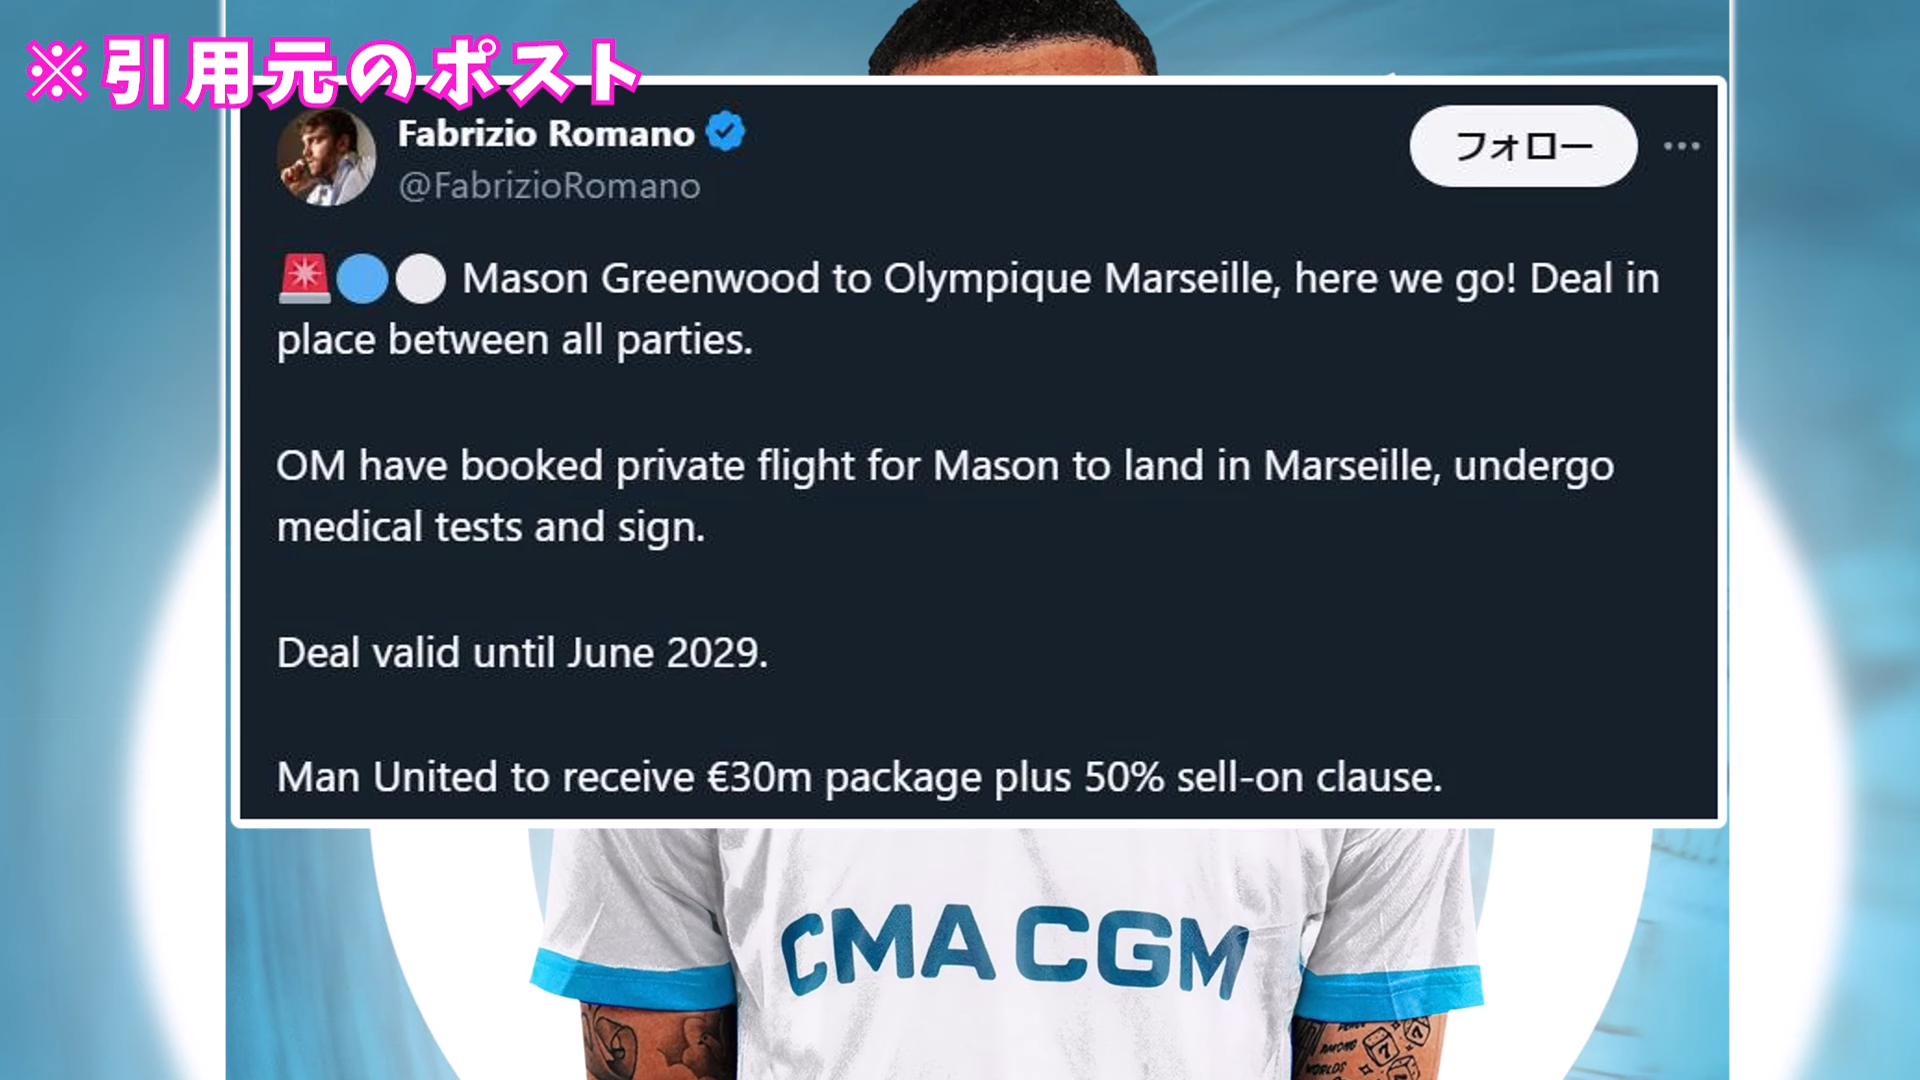 ※引用元のポスト
Fabrizio Romano
@FabrizioRomano
フォロー
🚨🔵⚪️ Mason Greenwood to Olympique Marseille, here we go! Deal in
place between all parties.
OM have booked private flight for Mason to land in Marseille, undergo
medical tests and sign.
Deal valid until June 2029.
Man United to receive €30m package plus 50% sell-on clause.
CMA CGM
AMONG
WORLDS